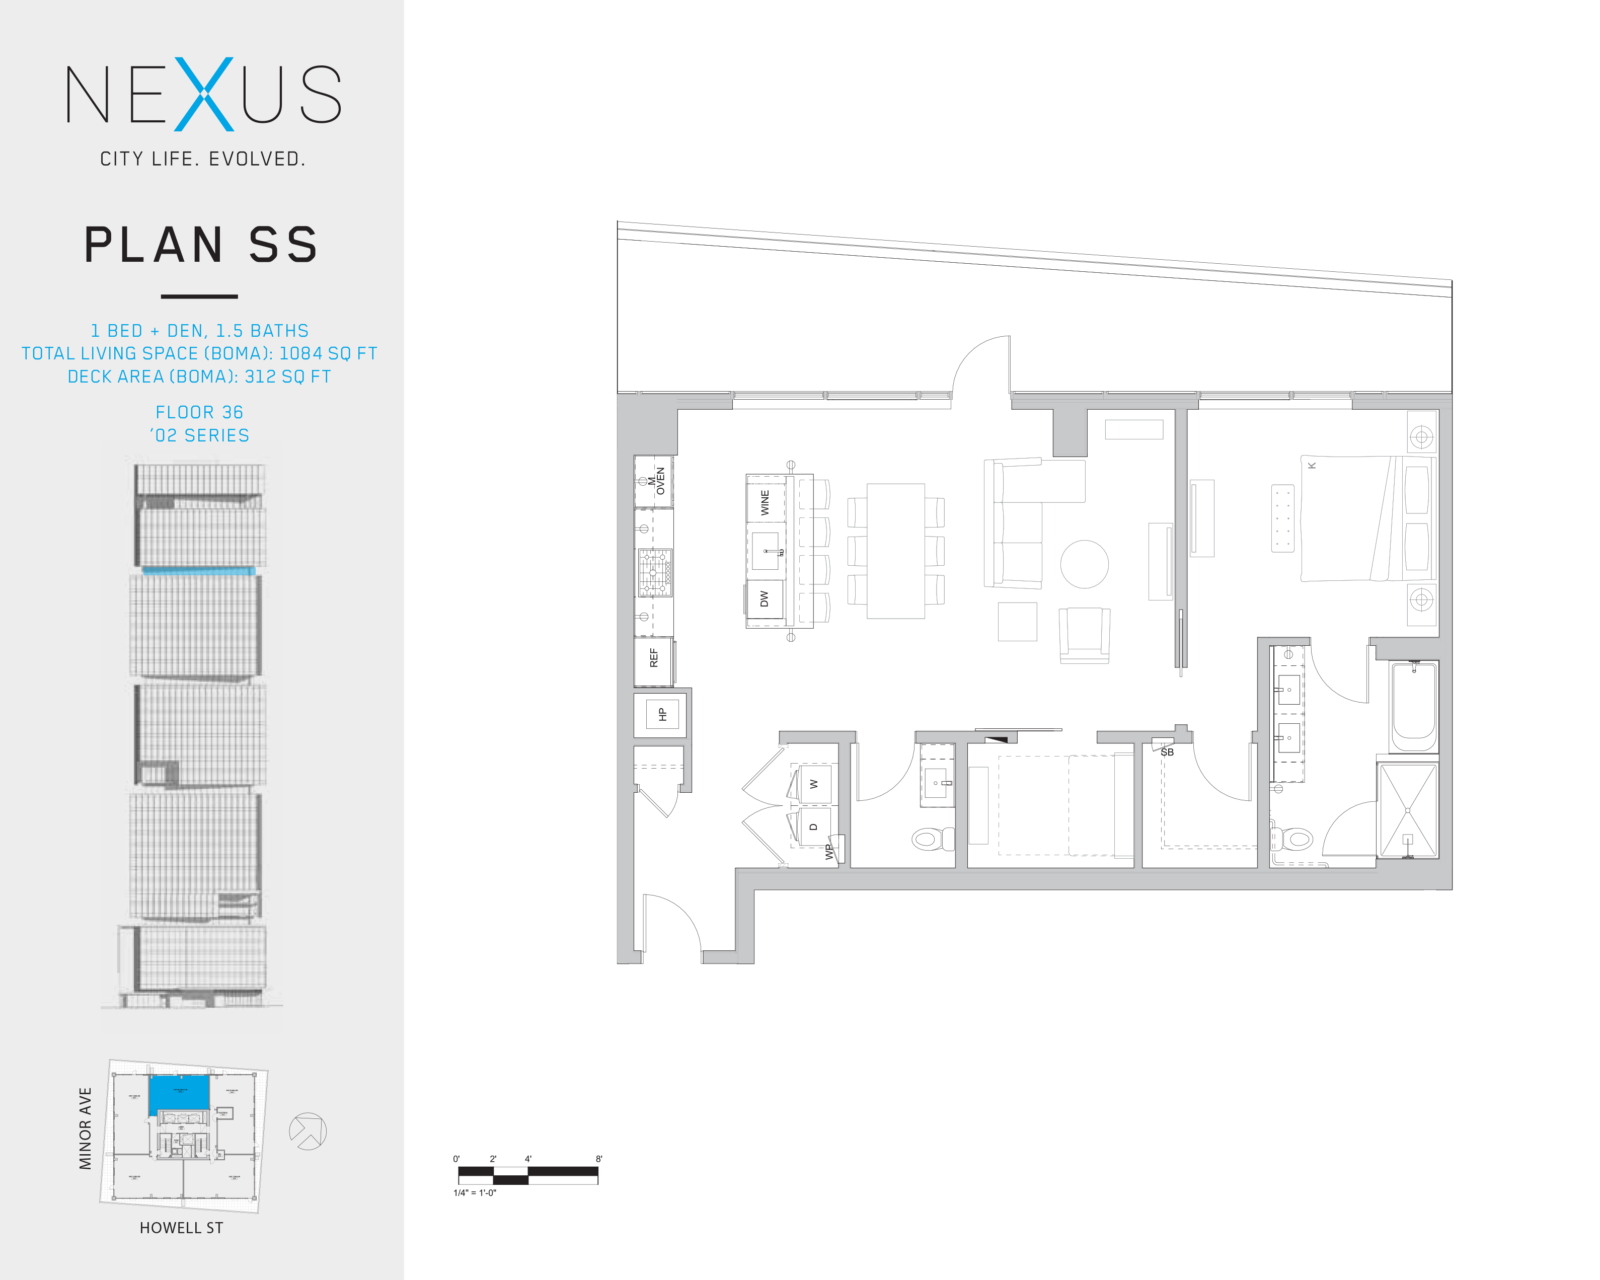 NEXUS
CITY LIFE. EVOLVED.
PLAN SS
1 BED + DEN, 1.5 BATHS
TOTAL LIVING SPACE (BOMA): 1084 SQ FT
DECK AREA (BOMA): 312 SQ FT
FLOOR 36
'02 SERIES
MINOR AVE
HOWELL ST
M.
OVEN
WINE
DW
REF
HP
W
D
WP
SB
K
0' 2' 4' 8'
1/4" = 1'-0"